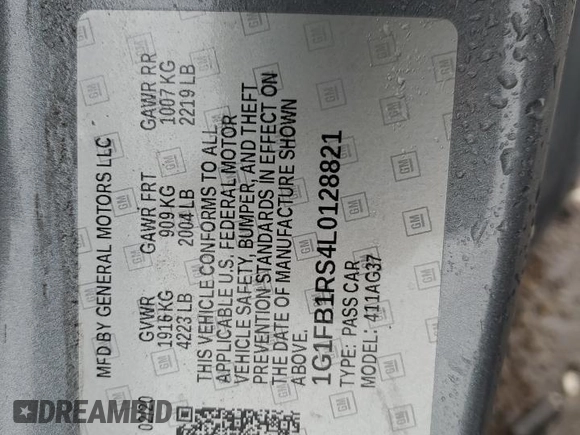 MFD BY GENERAL MOTORS LLC
GVWR GAWR FRT GAWR RR
1916 KG 909 KG 1007 KG
4223 LB 2004 LB 2219 LB
THIS VEHICLE CONFORMS TO ALL
APPLICABLE U.S. FEDERAL MOTOR
VEHICLE SAFETY, BUMPER, AND THEFT
PREVENTION STANDARDS IN EFFECT ON
THE DATE OF MANUFACTURE SHOWN
ABOVE.
1G1FB1RS4L0128821
TYPE: PASS CAR
MODEL: 411AG37
GM
DREAMBID